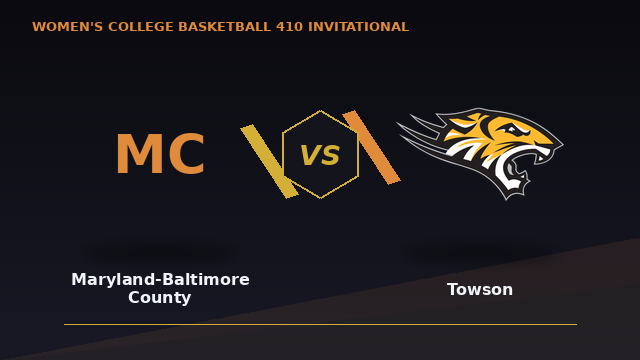 WOMEN'S COLLEGE BASKETBALL 410 INVITATIONAL
MC
VS
Maryland-Baltimore
County
Towson